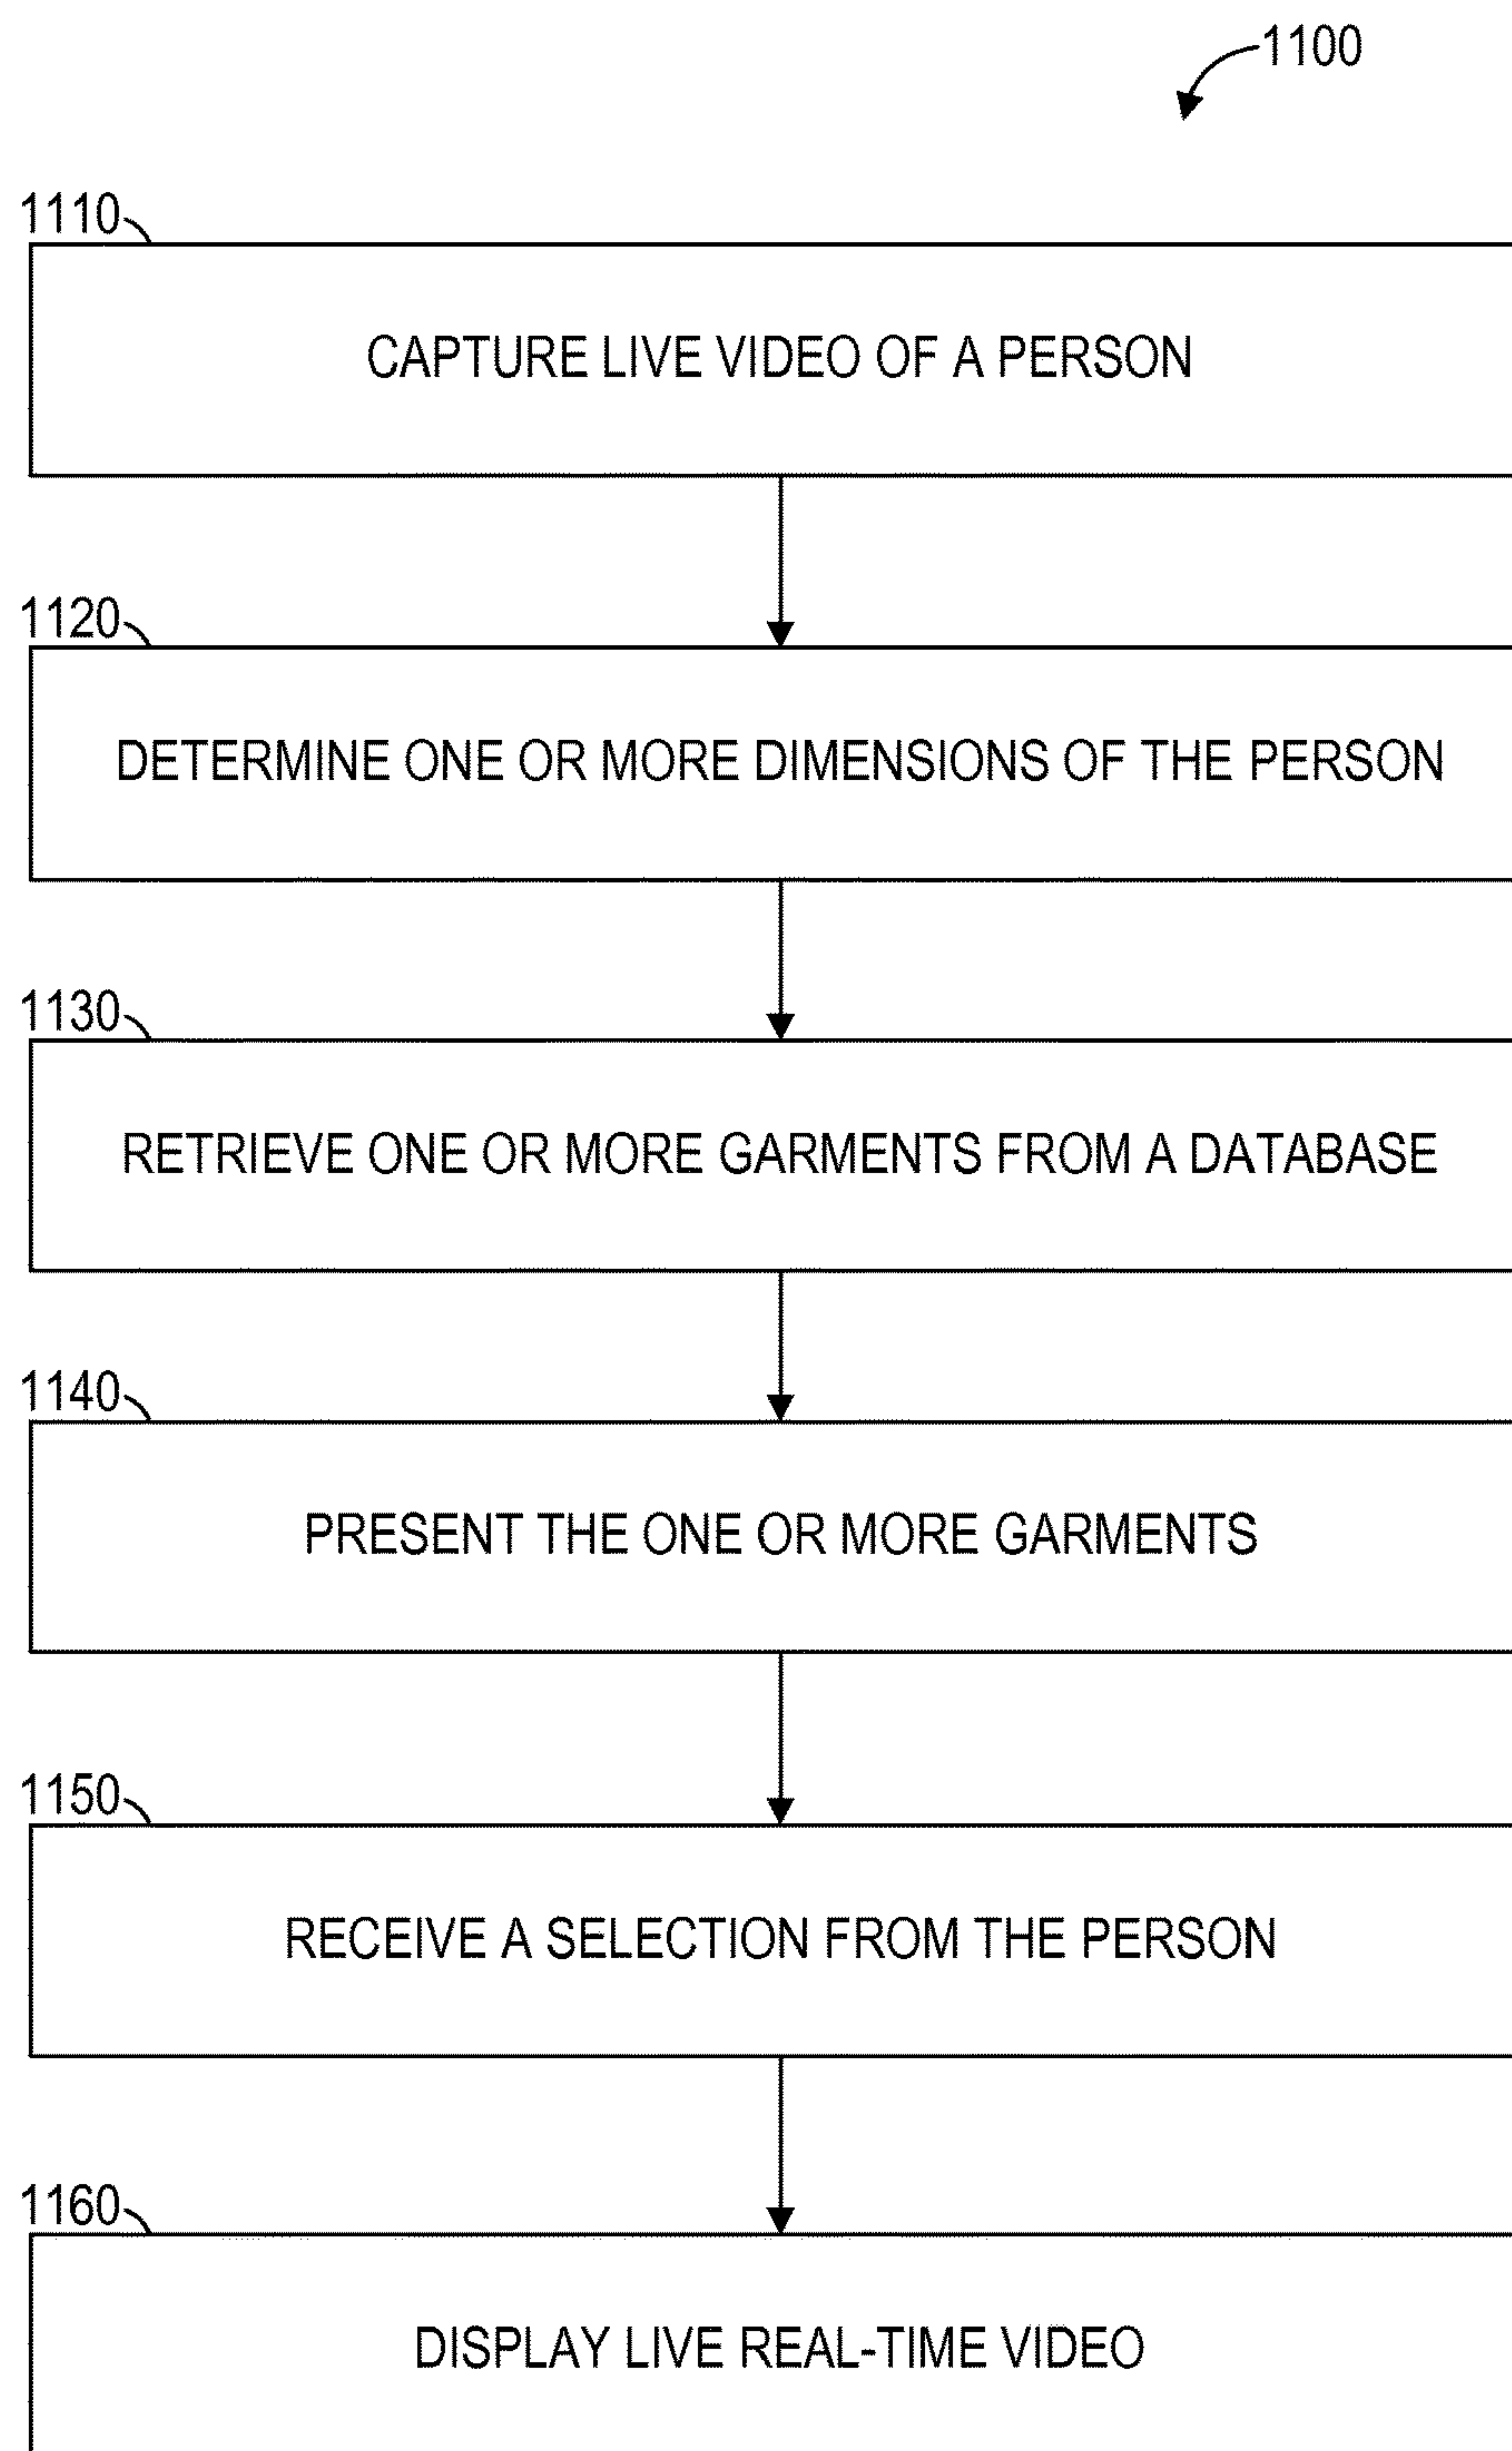 1100
1110
CAPTURE LIVE VIDEO OF A PERSON
1120
DETERMINE ONE OR MORE DIMENSIONS OF THE PERSON
1130
RETRIEVE ONE OR MORE GARMENTS FROM A DATABASE
1140
PRESENT THE ONE OR MORE GARMENTS
1150
RECEIVE A SELECTION FROM THE PERSON
1160
DISPLAY LIVE REAL-TIME VIDEO